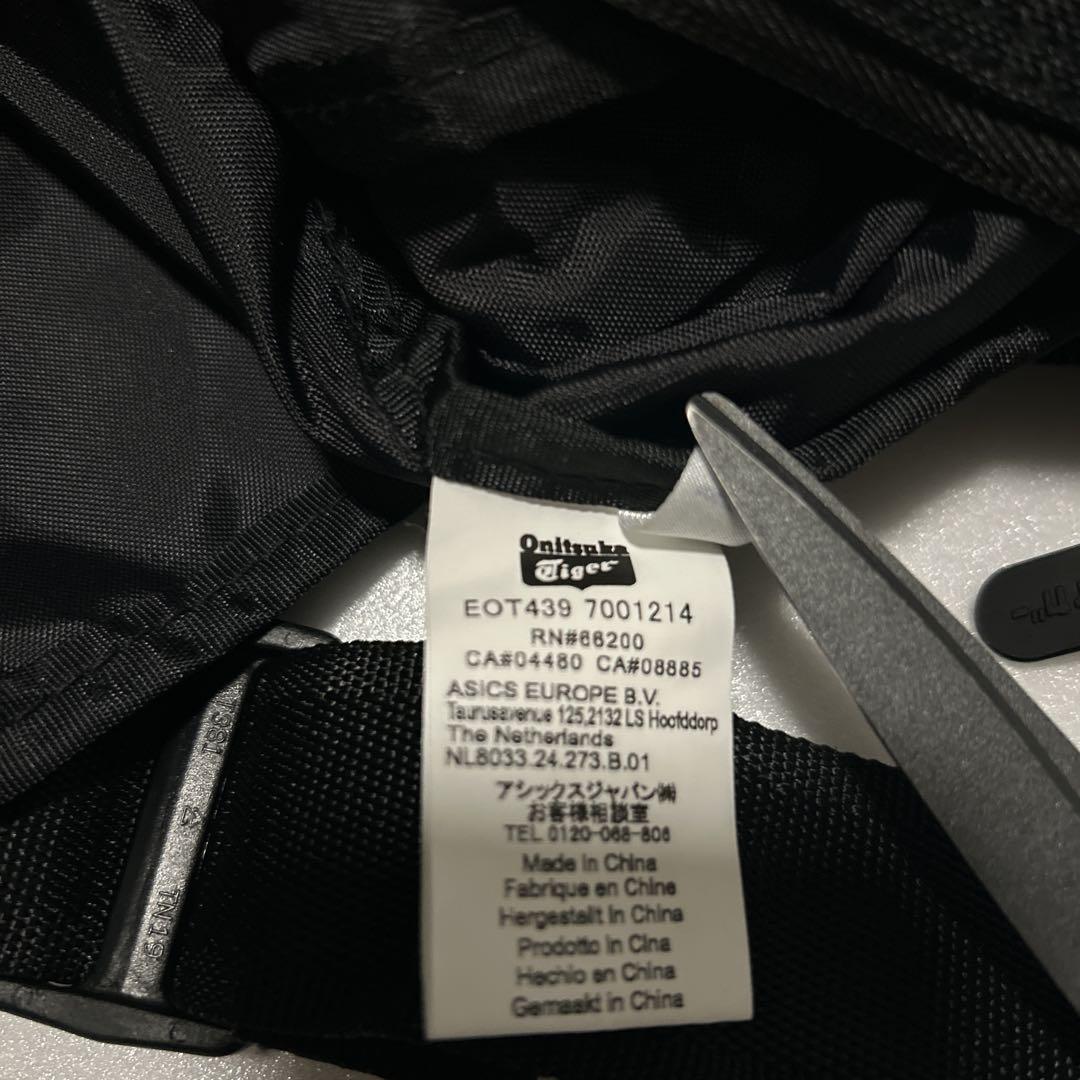 Onitsuka
Tiger
EOT439 7001214
RN#66200
CA#04480 CA#08885
ASICS EUROPE B.V.
Taurusavenue 125,2132 LS Hoofddorp
The Netherlands
NL8033.24.273.B.01
アシックスジャパン㈱
お客様相談室
TEL 0120-068-806
Made in China
Fabrique en Chine
Hergestallt in China
Prodotto in Cina
Hechio en China
Gemaakt in China
TN19